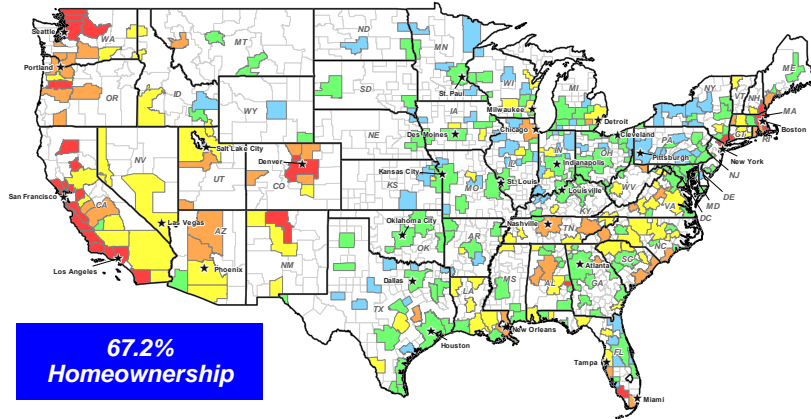 Seattle
WA
MT
ND
MN
ME
Portland
OR
ID
WY
SD
WI
MI
NY
VT
NH
MA
Boston
CT
RI
St. Paul
Milwaukee
Detroit
IA
Des Moines
Chicago
Cleveland
PA
Pittsburgh
New York
NJ
Salt Lake City
NV
UT
Denver
CO
NE
KS
Kansas City
MO
IL
IN
Indianapolis
OH
St. Louis
Louisville
WV
VA
DE
MD
DC
KY
San Francisco
CA
Las Vegas
AZ
Phoenix
NM
Los Angeles
Oklahoma City
OK
AR
Nashville
TN
NC
SC
Atlanta
GA
AL
MS
LA
Dallas
TX
Houston
New Orleans
FL
Tampa
Miami
67.2%
Homeownership